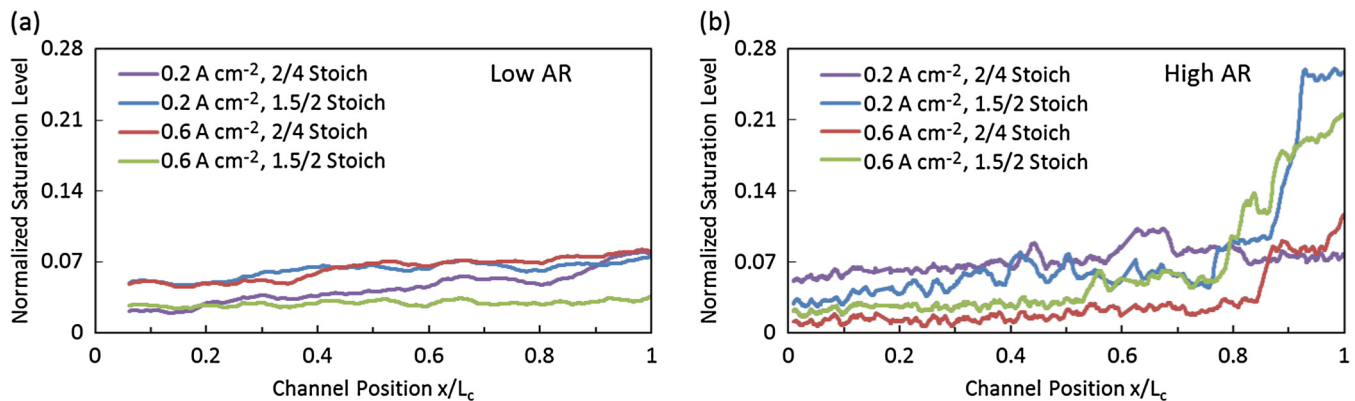 (a)
0.28
0.2 A cm-2, 2/4 Stoich
Low AR
0.2 A cm-2, 1.5/2 Stoich
0.21
0.6 A cm-2, 2/4 Stoich
0.6 A cm-2, 1.5/2 Stoich
0.14
0.07
0
Normalized Saturation Level
0 0.2 0.4 0.6 0.8 1
Channel Position x/Lc
(b)
0.28
0.2 A cm-2, 2/4 Stoich
High AR
0.2 A cm-2, 1.5/2 Stoich
0.21
0.6 A cm-2, 2/4 Stoich
0.6 A cm-2, 1.5/2 Stoich
0.14
0.07
0
Normalized Saturation Level
0 0.2 0.4 0.6 0.8 1
Channel Position x/Lc